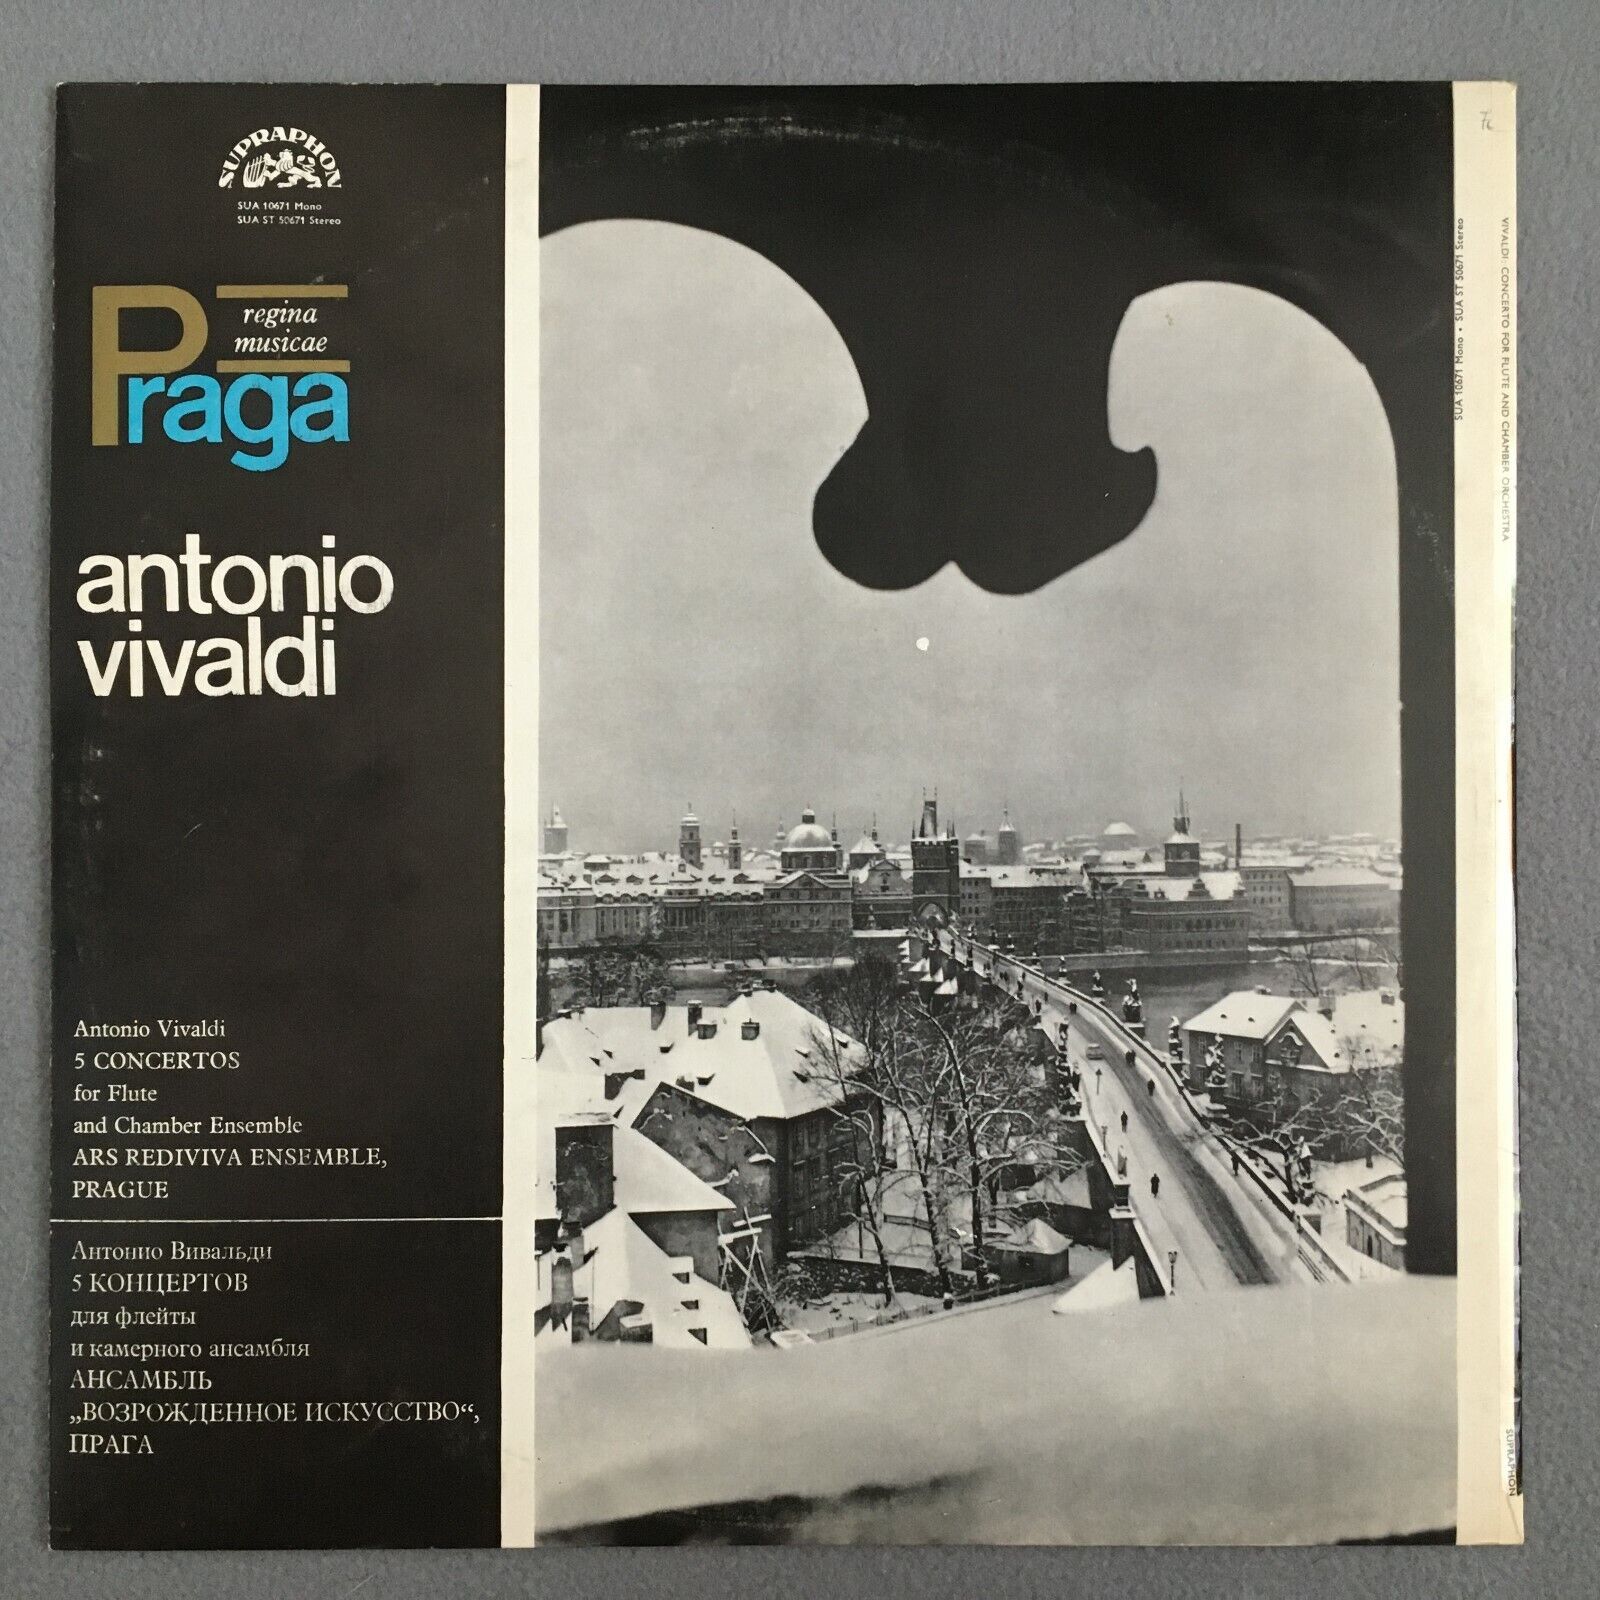 SUPRAPHON
SUA 10671 Mono
SUA ST 50671 Stereo
regina
musicae
Praga
antonio
vivaldi
Antonio Vivaldi
5 CONCERTOS
for Flute
and Chamber Ensemble
ARS REDIVIVA ENSEMBLE,
PRAGUE
Антонио Вивальди
5 КОНЦЕРТОВ
для флейты
и камерного ансамбля
АНСАМБЛЬ
„ВОЗРОЖДЕННОЕ ИСКУССТВО“,
ПРАГА
SUA 10671 Mono • SUA ST 50671 Stereo
VIVALDI: CONCERTO FOR FLUTE AND CHAMBER ORCHESTRA
SUPRAPHON